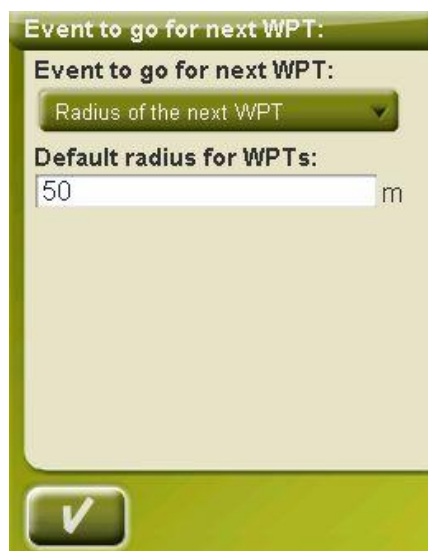 Event to go for next WPT:
Event to go for next WPT:
Radius of the next WPT
Default radius for WPTs:
50 m